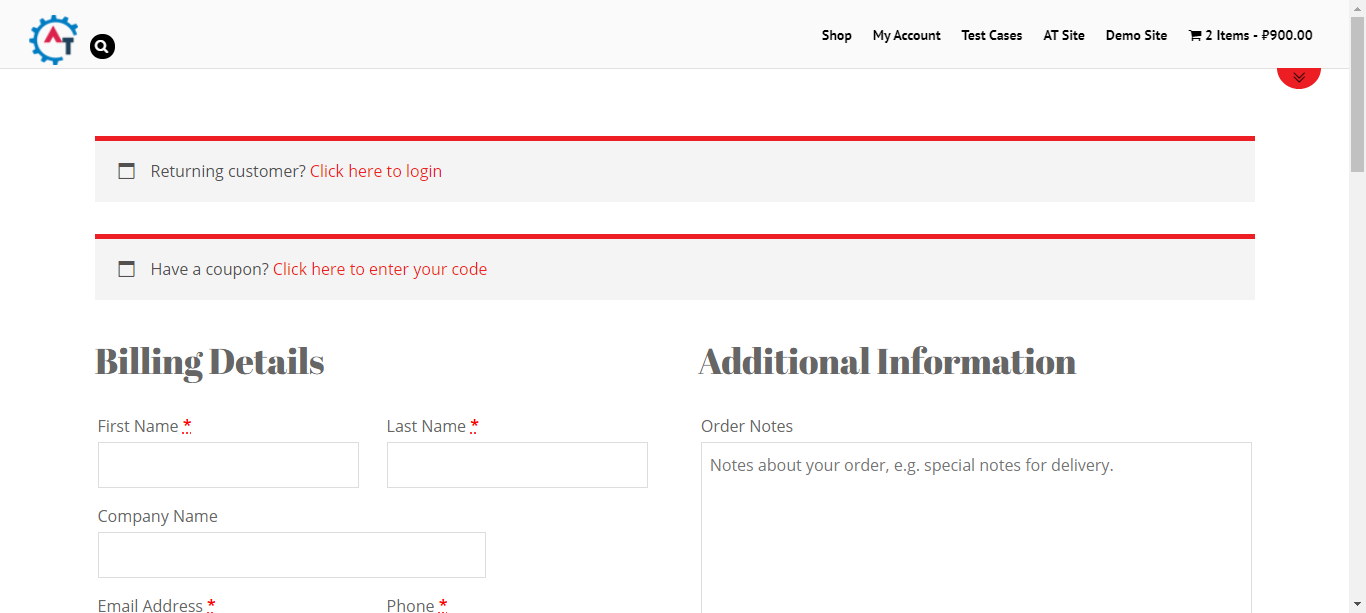 AT
Shop My Account Test Cases AT Site Demo Site 2 Items - ₽900.00
Returning customer? Click here to login
Have a coupon? Click here to enter your code
Billing Details
Additional Information
First Name *
Last Name *
Order Notes
Notes about your order, e.g. special notes for delivery.
Company Name
Email Address *
Phone *